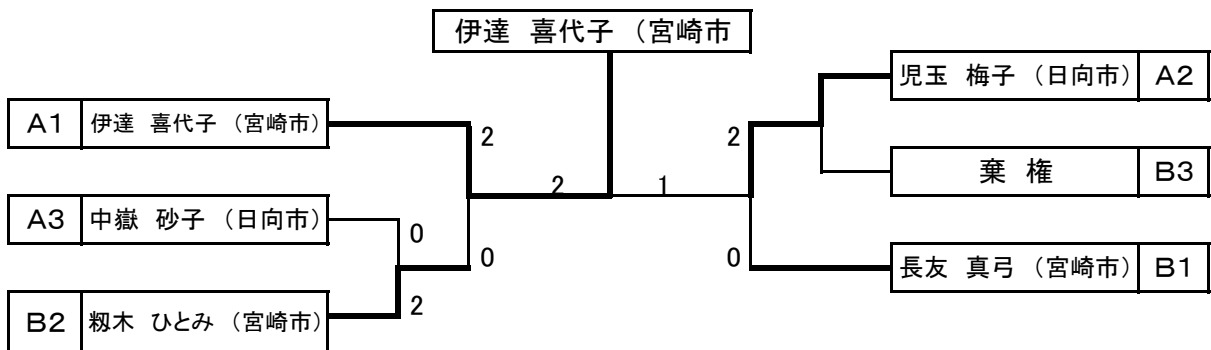 伊達 喜代子 (宮崎市
児玉 梅子 (日向市) A2
A1 伊達 喜代子 (宮崎市)
2
2
棄 権 B3
2
1
A3 中嶽 砂子 (日向市)
0
0
0
長友 真弓 (宮崎市) B1
2
B2 籾木 ひとみ (宮崎市)